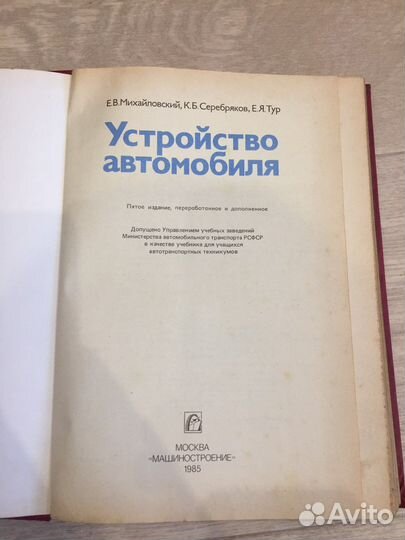 Е.В.Михайловский, К.Б.Серебряков, Е.Я.Тур
Устройство
автомобиля
Пятое издание, переработанное и дополненное
Допущено Управлением учебных заведений
Министерства автомобильного транспорта РСФСР
в качестве учебника для учащихся
автотранспортных техникумов
МОСКВА
«МАШИНОСТРОЕНИЕ»
1985
Avito